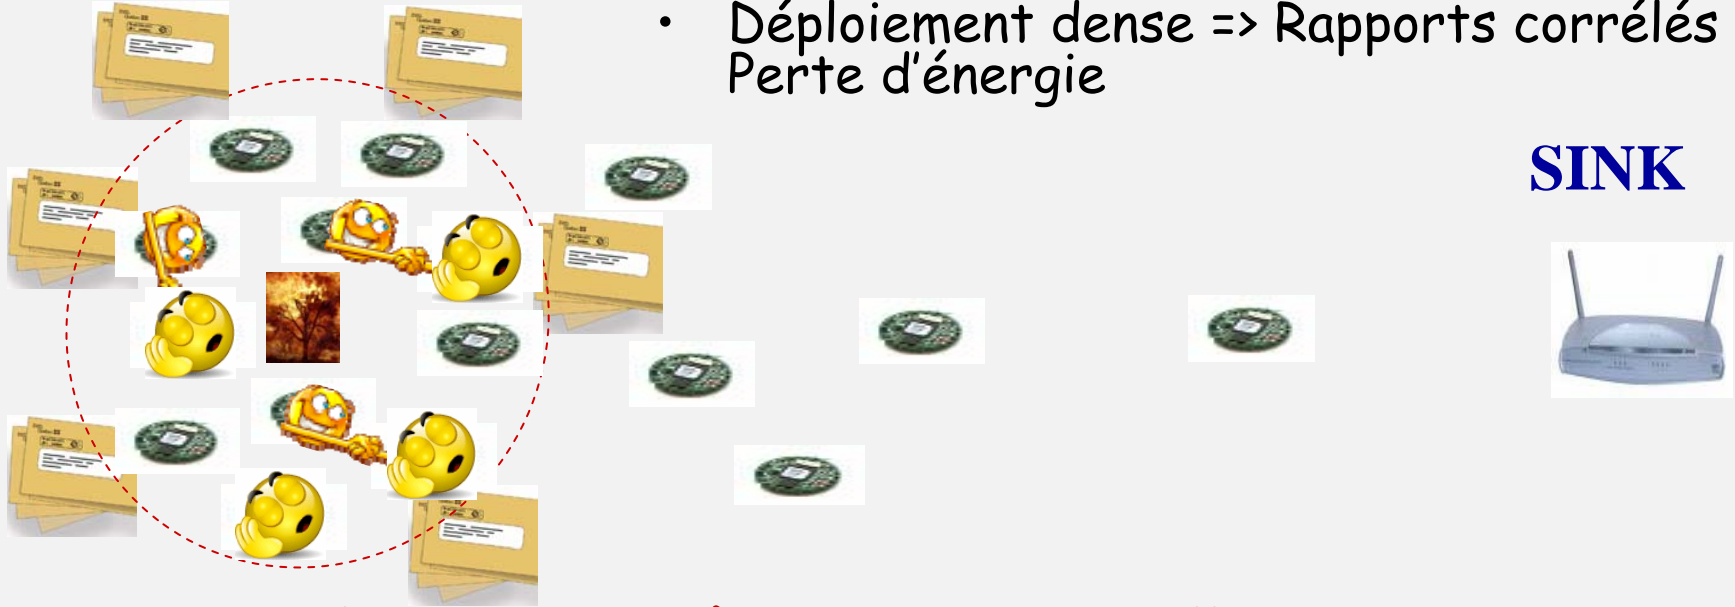 • Déploiement dense => Rapports corrélés
Perte d'énergie
SINK